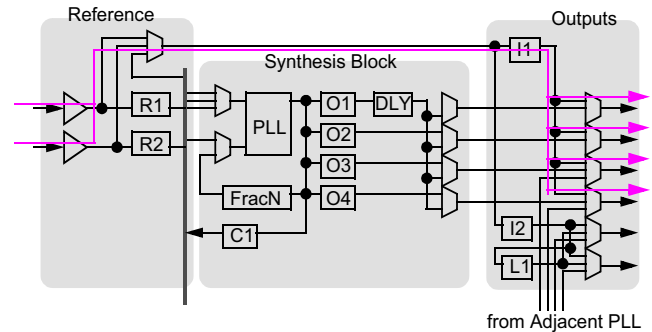 Reference
Outputs
Synthesis Block
I1
R1
O1
DLY
PLL
O2
R2
O3
FracN
O4
C1
I2
L1
from Adjacent PLL